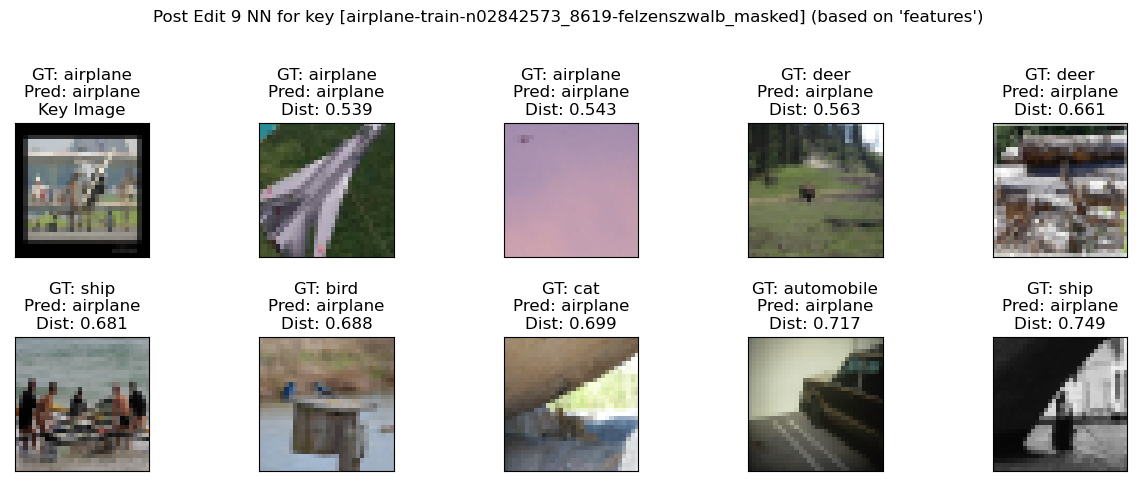 Post Edit 9 NN for key [airplane-train-n02842573_8619-felzenszwalb_masked] (based on 'features')
GT: airplane
Pred: airplane
Key Image
GT: airplane
Pred: airplane
Dist: 0.539
GT: airplane
Pred: airplane
Dist: 0.543
GT: deer
Pred: airplane
Dist: 0.563
GT: deer
Pred: airplane
Dist: 0.661
GT: ship
Pred: airplane
Dist: 0.681
GT: bird
Pred: airplane
Dist: 0.688
GT: cat
Pred: airplane
Dist: 0.699
GT: automobile
Pred: airplane
Dist: 0.717
GT: ship
Pred: airplane
Dist: 0.749